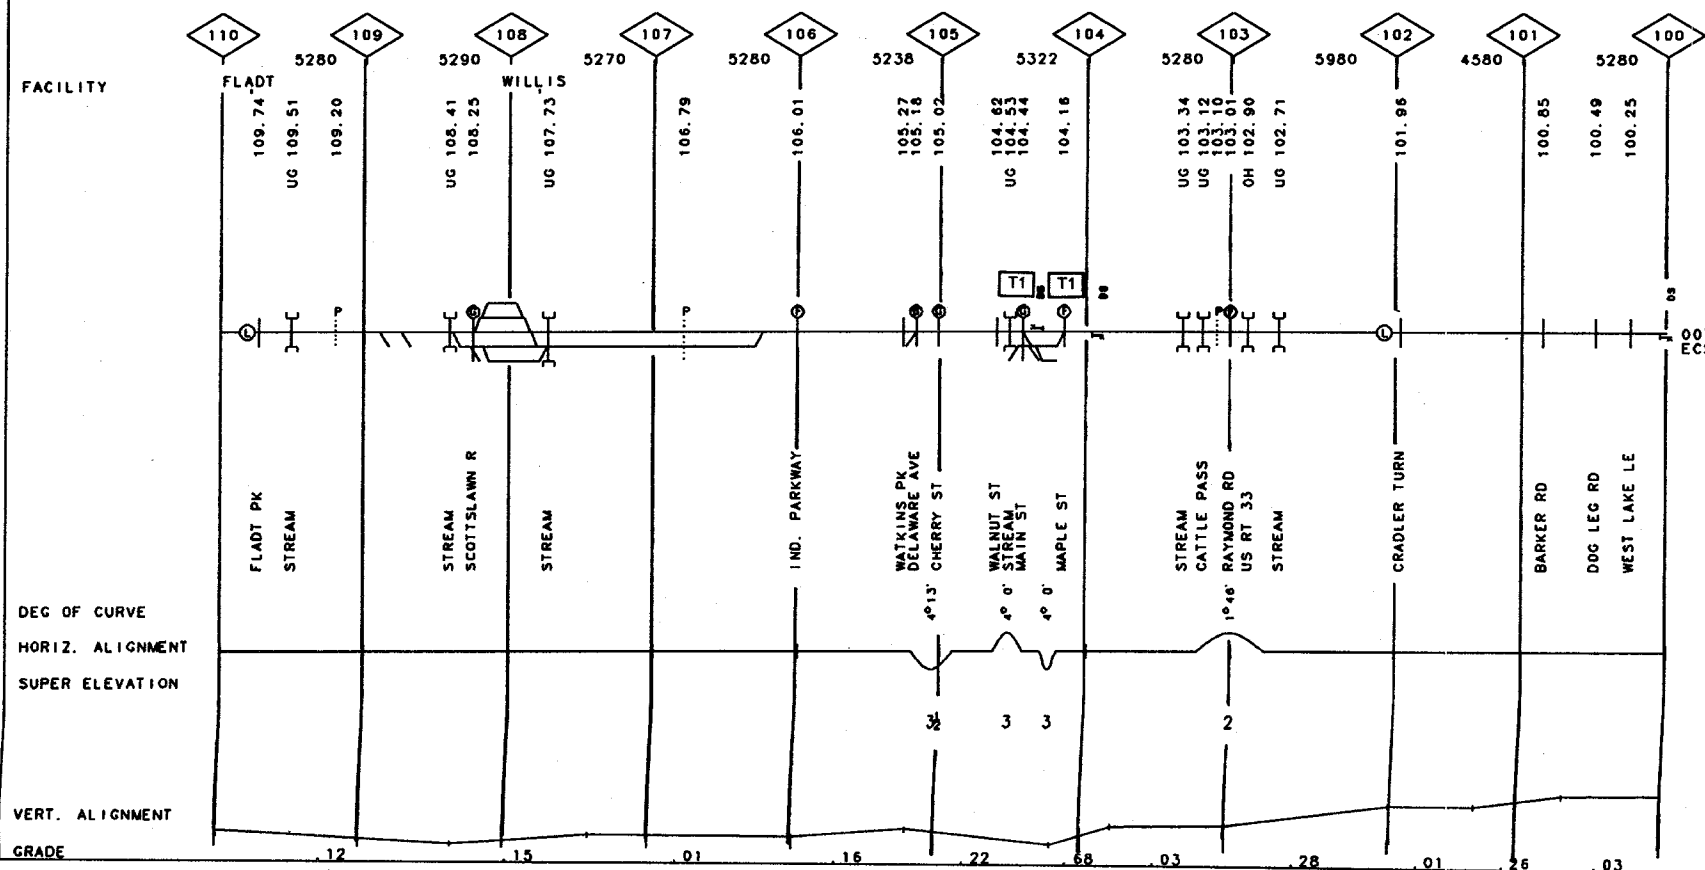 110 109 108 107 106 105 104 103 102 101 100
5280 5290 5270 5280 5238 5322 5280 5980 4580 5280
FACILITY
FLADT WILLIS
109.74
UG 109.51
109.20
UG 108.41
108.25
UG 107.73
106.79
106.01
105.27
105.18
105.02
104.62
UG 104.53
104.44
104.16
UG 103.34
UG 103.12
103.10
103.01
OH 102.90
UG 102.71
101.96
100.85
100.49
100.25
T1 T1
DS
L P G P F G F P L
FLADT PK
STREAM
STREAM
SCOTTSLAWN R
STREAM
IND. PARKWAY
WATKINS PK
DELAWARE AVE
CHERRY ST
WALNUT ST
STREAM
MAIN ST
MAPLE ST
STREAM
CATTLE PASS
RAYMOND RD
US RT 33
STREAM
CRADLER TURN
BARKER RD
DOG LEG RD
WEST LAKE LE
DEG OF CURVE
4°13' 4° 0' 4° 0' 1°46'
HORIZ. ALIGNMENT
SUPER ELEVATION
3½ 3 3 2
VERT. ALIGNMENT
GRADE .12 .15 .01 .16 .22 .68 .03 .28 .01 .26 .03